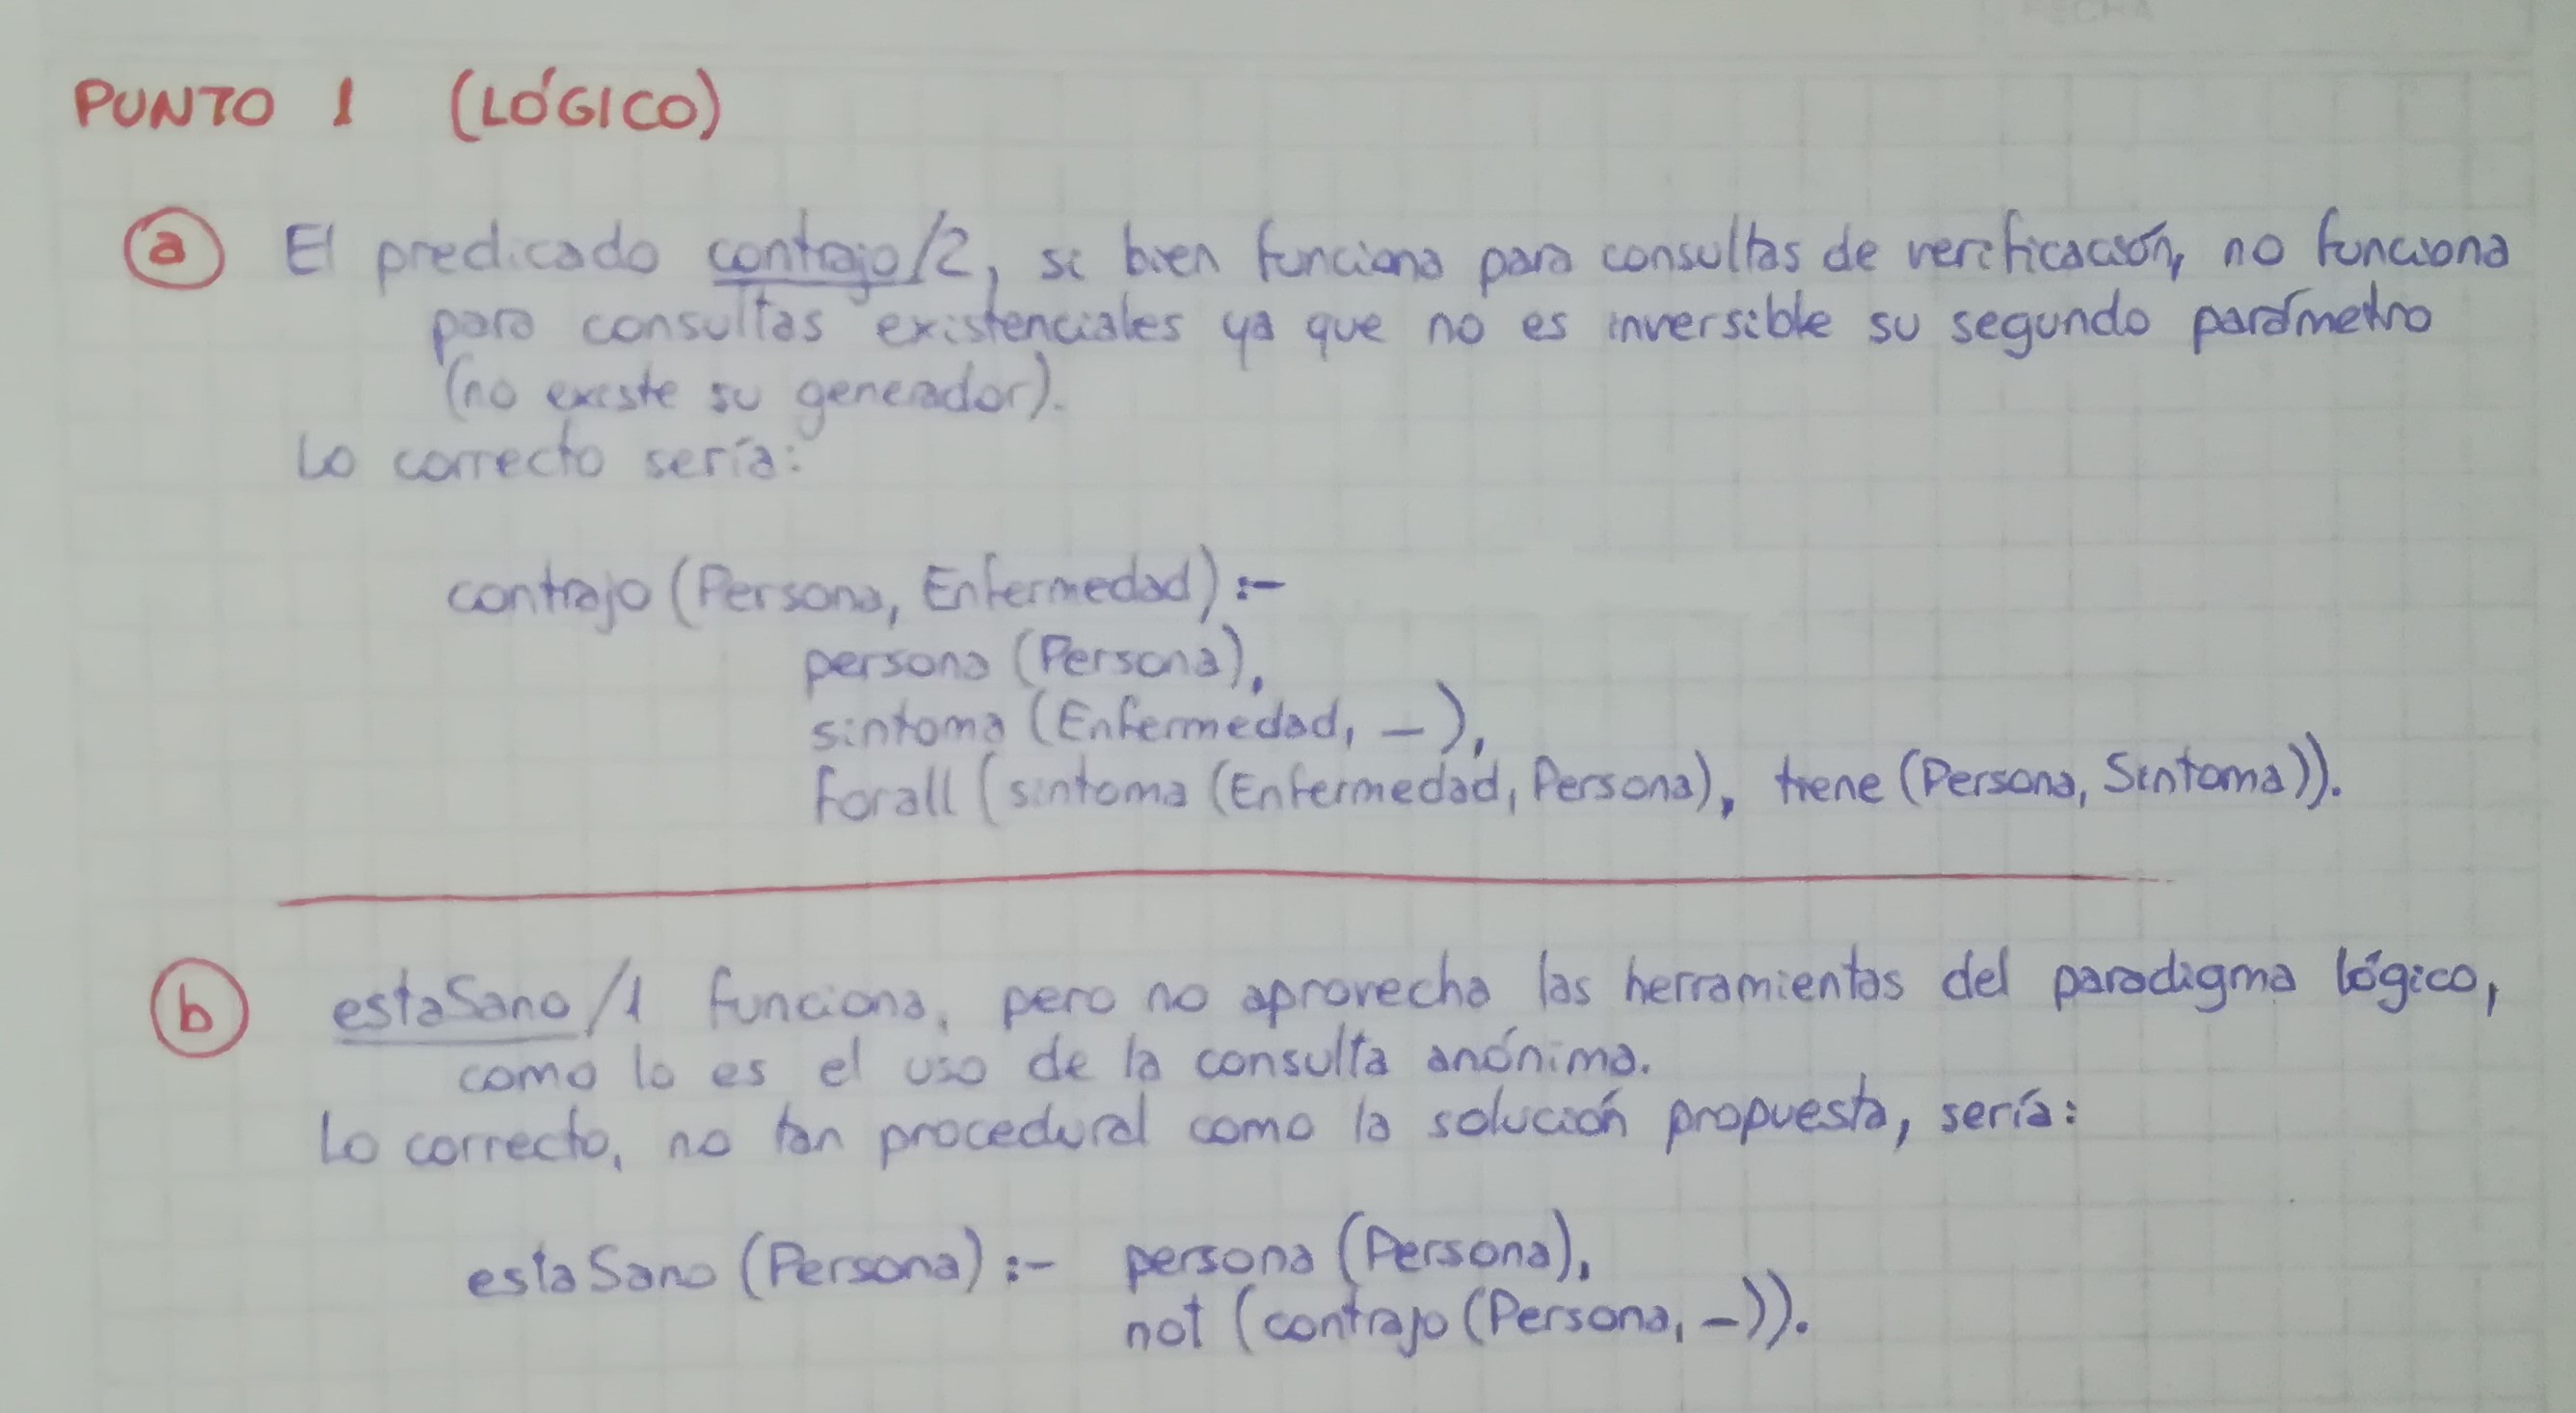 FECHA
PUNTO 1 (LÓGICO)
a El predicado contrajo/2, si bien funciona para consultas de verificación, no funciona
para consultas existenciales ya que no es inversible su segundo parámetro
(no existe su generador).
Lo correcto sería:
contrajo (Persona, Enfermedad) :-
persona (Persona),
sintoma (Enfermedad, _),
forall (sintoma (Enfermedad, Persona), tiene (Persona, Sintoma)).
b estaSano/1 funciona, pero no aprovecha las herramientas del paradigma lógico,
como lo es el uso de la consulta anónima.
Lo correcto, no tan procedural como la solución propuesta, sería:
estaSano (Persona) :- persona (Persona),
not (contrajo (Persona, _)).